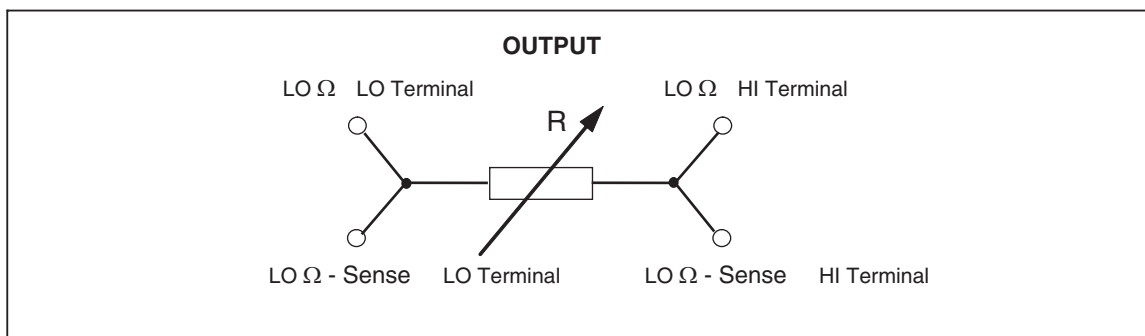 OUTPUT
LO Ω LO Terminal
LO Ω HI Terminal
R
LO Ω - Sense LO Terminal
LO Ω - Sense HI Terminal